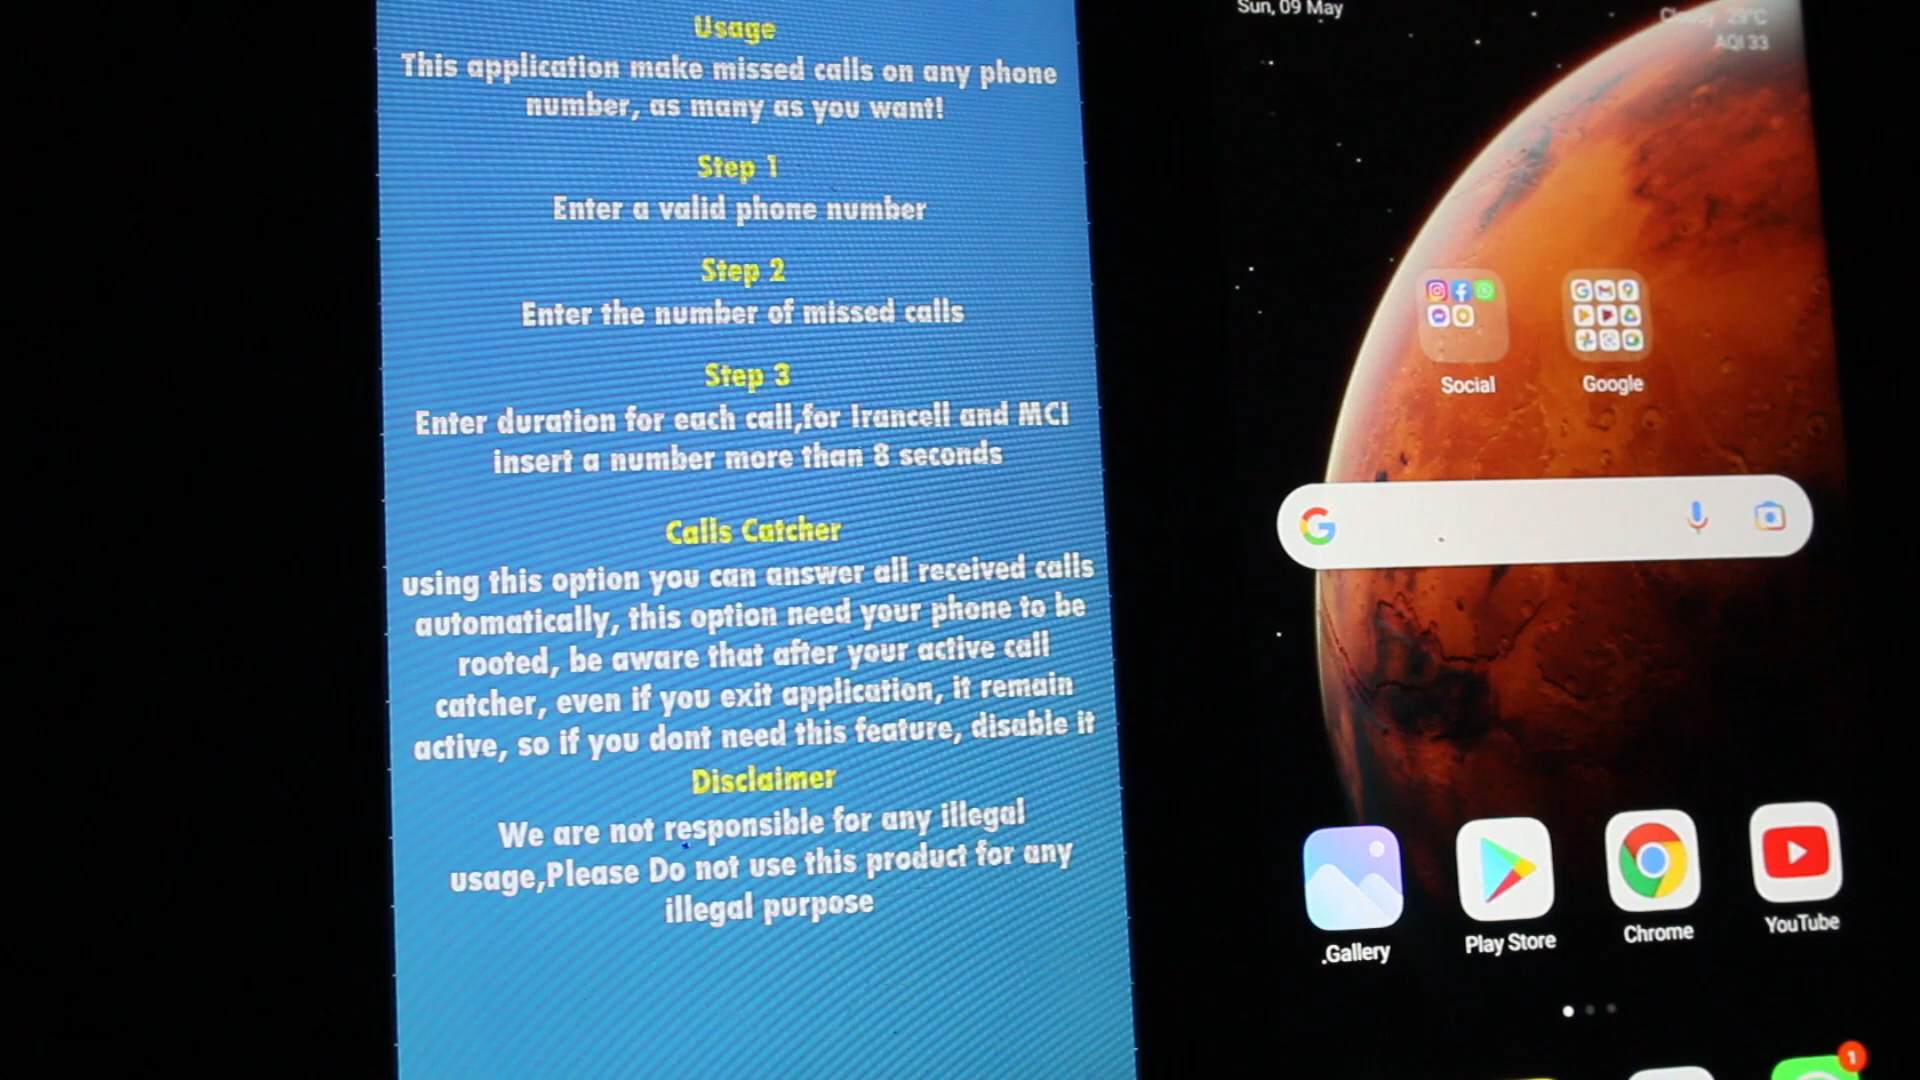 Usage
This application make missed calls on any phone
number, as many as you want!
Step 1
Enter a valid phone number
Step 2
Enter the number of missed calls
Step 3
Enter duration for each call,for Irancell and MCI
insert a number more than 8 seconds
Calls Catcher
using this option you can answer all received calls
automatically, this option need your phone to be
rooted, be aware that after your active call
catcher, even if you exit application, it remain
active, so if you dont need this feature, disable it
Disclaimer
We are not responsible for any illegal
usage,Please Do not use this product for any
illegal purpose
Sun, 09 May
Cloudy 29°C
AQI 33
Social
Google
.Gallery
Play Store
Chrome
YouTube
1